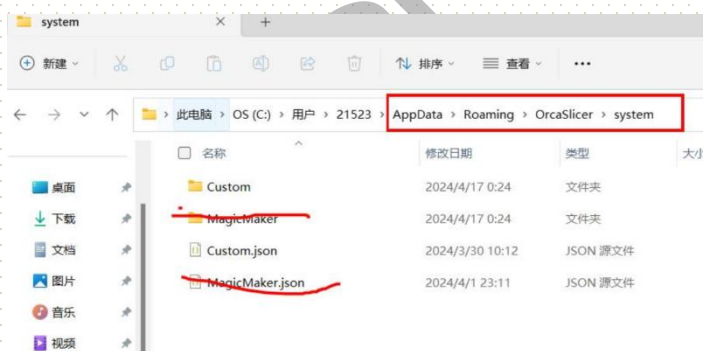 system
新建 排序 查看
此电脑 > OS (C:) > 用户 > 21523 > AppData > Roaming > OrcaSlicer > system
名称 修改日期 类型 大小
桌面 Custom 2024/4/17 0:24 文件夹
下载 MagicMaker 2024/4/17 0:24 文件夹
文档 Custom.json 2024/3/30 10:12 JSON 源文件
图片 MagicMaker.json 2024/4/1 23:11 JSON 源文件
音乐
视频